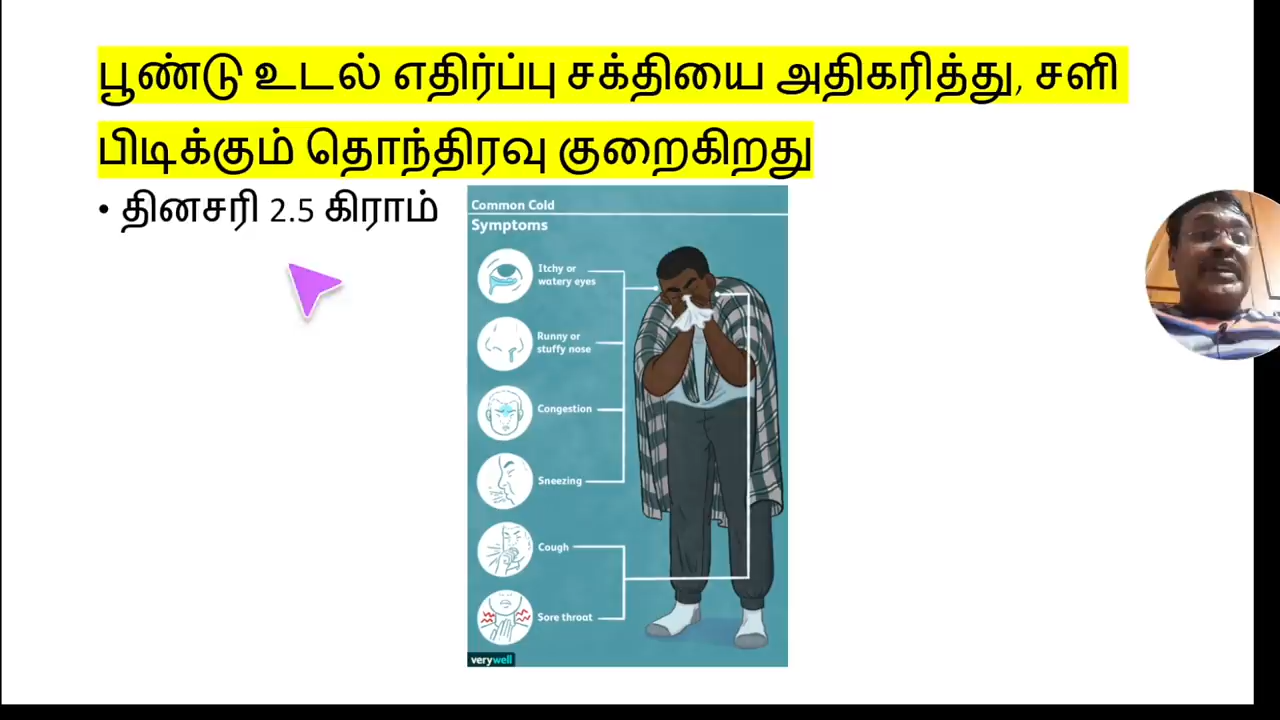 பூண்டு உடல் எதிர்ப்பு சக்தியை அதிகரித்து, சளி
பிடிக்கும் தொந்திரவு குறைகிறது
• தினசரி 2.5 கிராம்
Common Cold
Symptoms
Itchy or
watery eyes
Runny or
stuffy nose
Congestion
Sneezing
Cough
Sore throat
verywell